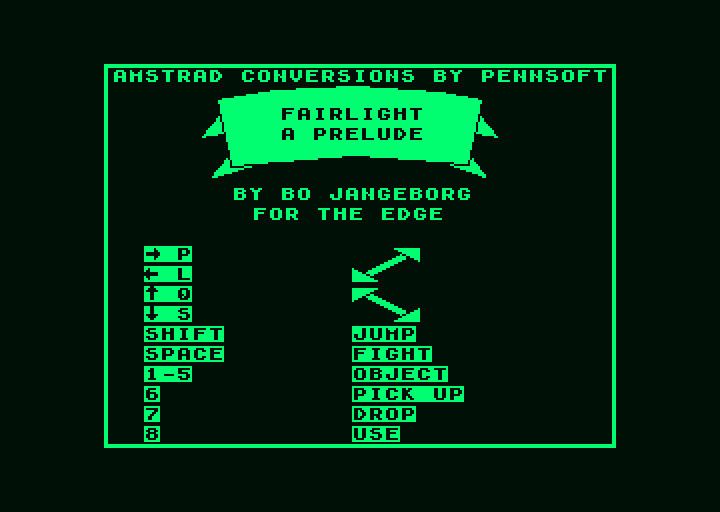 AMSTRAD CONVERSIONS BY PENNSOFT
FAIRLIGHT
A PRELUDE
BY BO JANGEBORG
FOR THE EDGE
→ P
← L
↑ Q
↓ S
SHIFT JUMP
SPACE FIGHT
1-5 OBJECT
6 PICK UP
7 DROP
8 USE